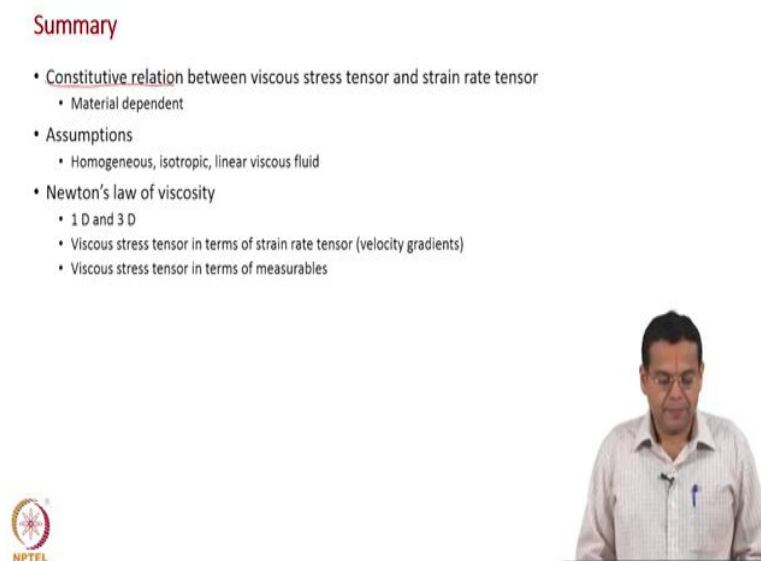 Summary
• Constitutive relation between viscous stress tensor and strain rate tensor
• Material dependent
• Assumptions
• Homogeneous, isotropic, linear viscous fluid
• Newton's law of viscosity
• 1 D and 3 D
• Viscous stress tensor in terms of strain rate tensor (velocity gradients)
• Viscous stress tensor in terms of measurables
NPTEL